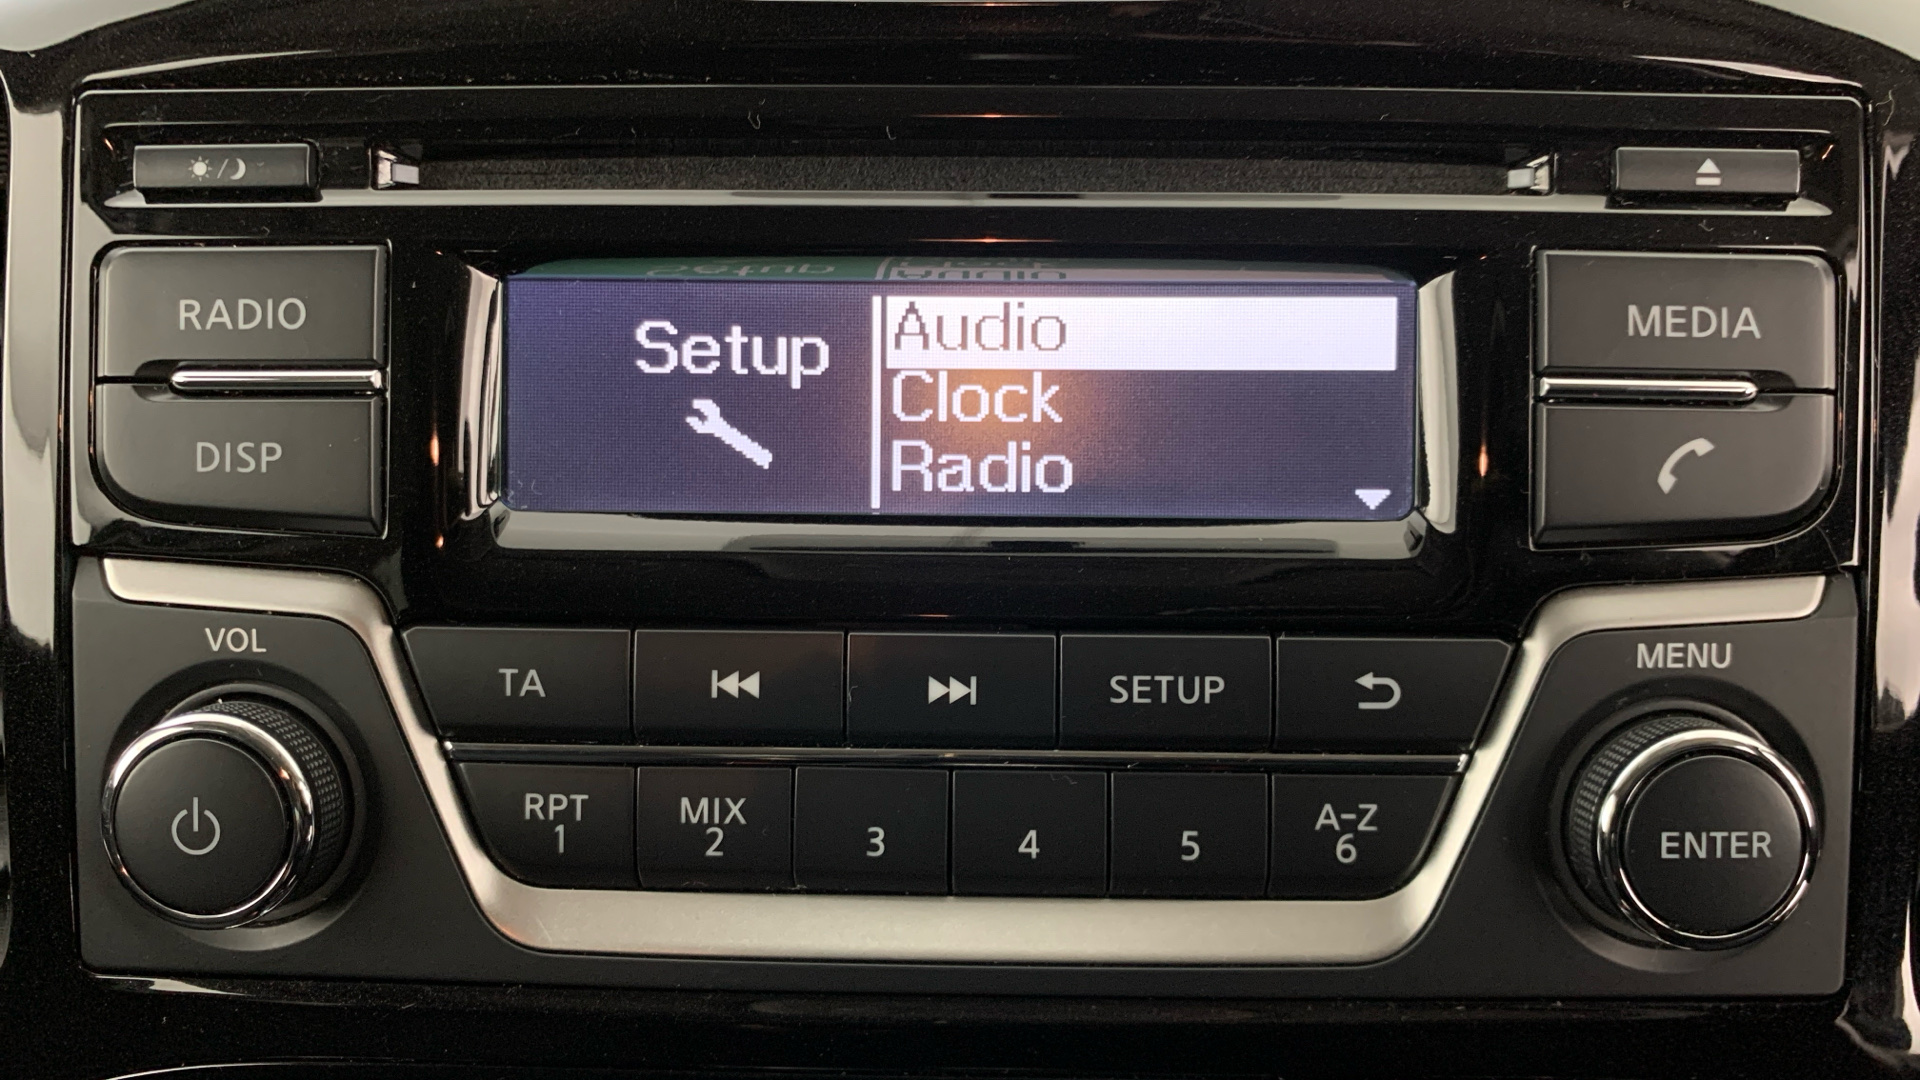 RADIO
DISP
Setup
Audio
Clock
Radio
MEDIA
VOL
MENU
TA
SETUP
RPT
1
MIX
2
3
4
5
A-Z
6
ENTER